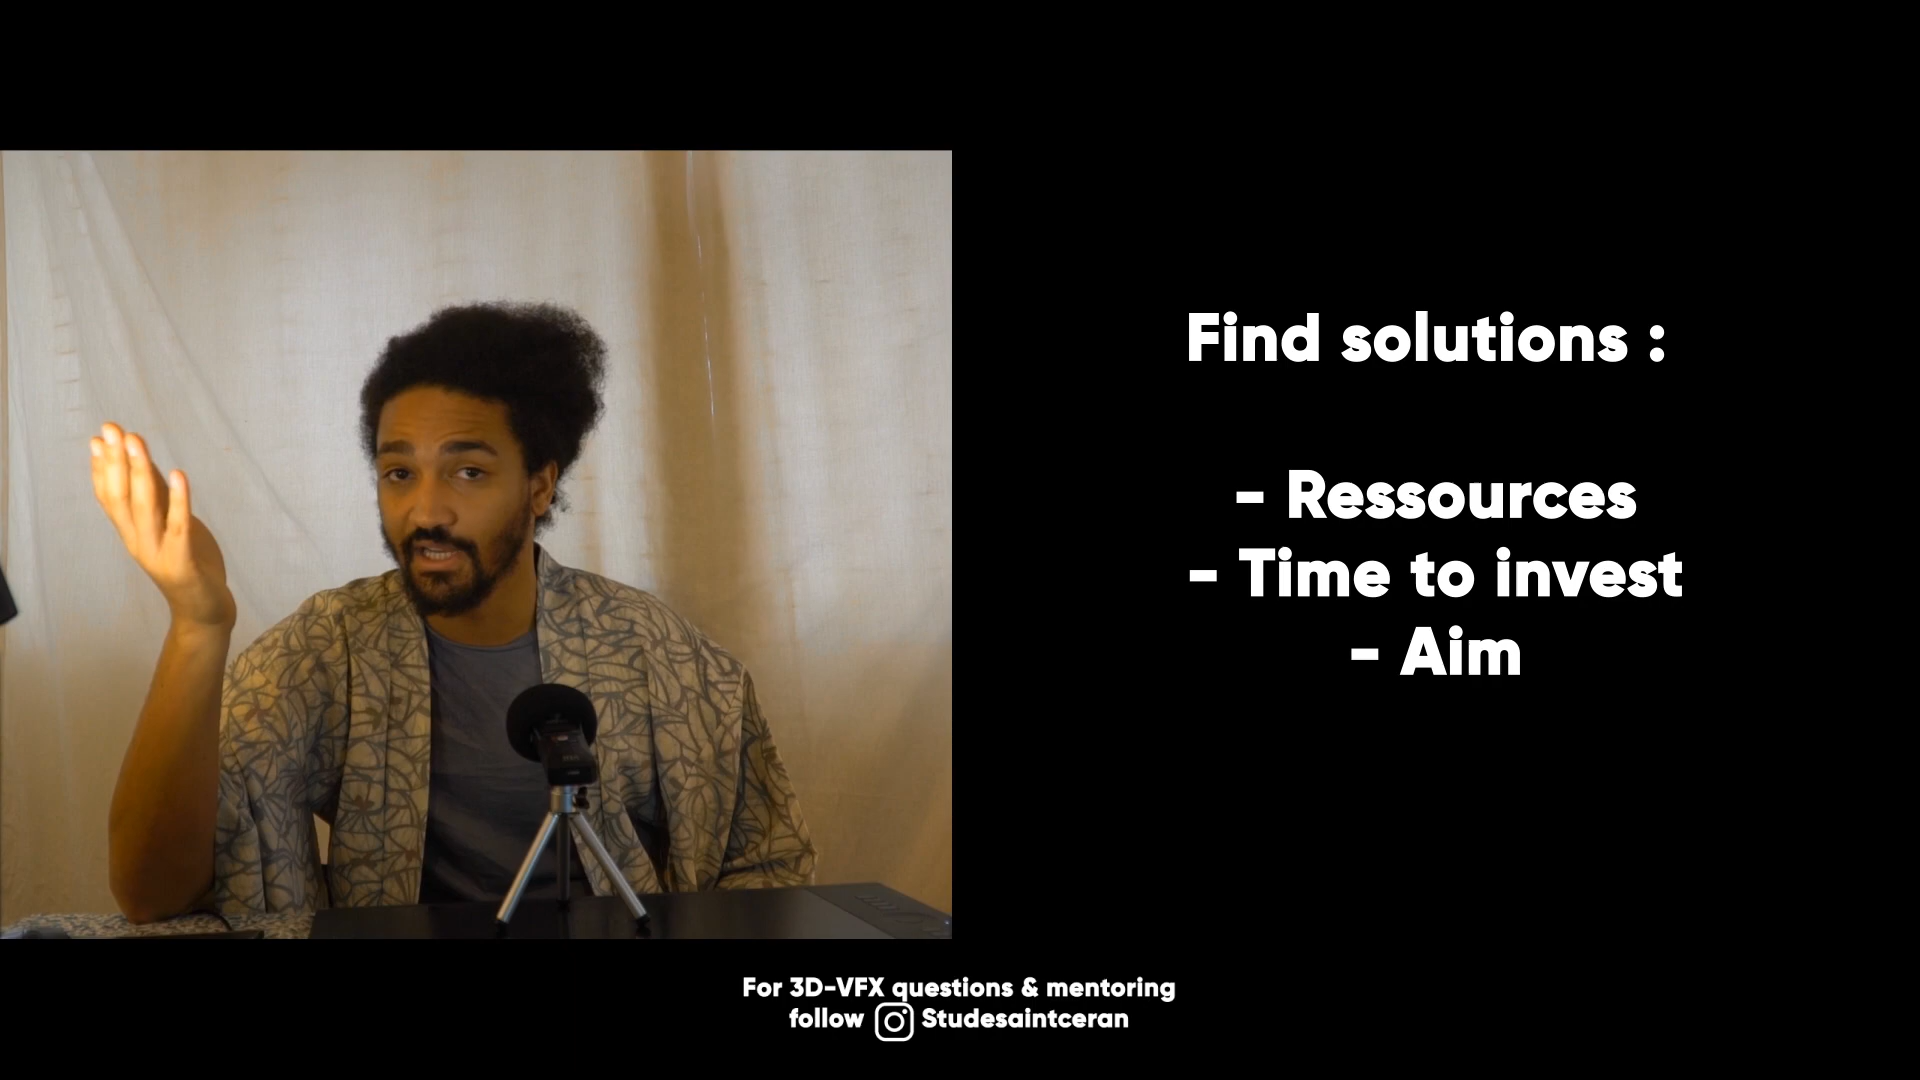 Find solutions :
- Ressources
- Time to invest
- Aim
For 3D-VFX questions & mentoring
follow Studesaintceran